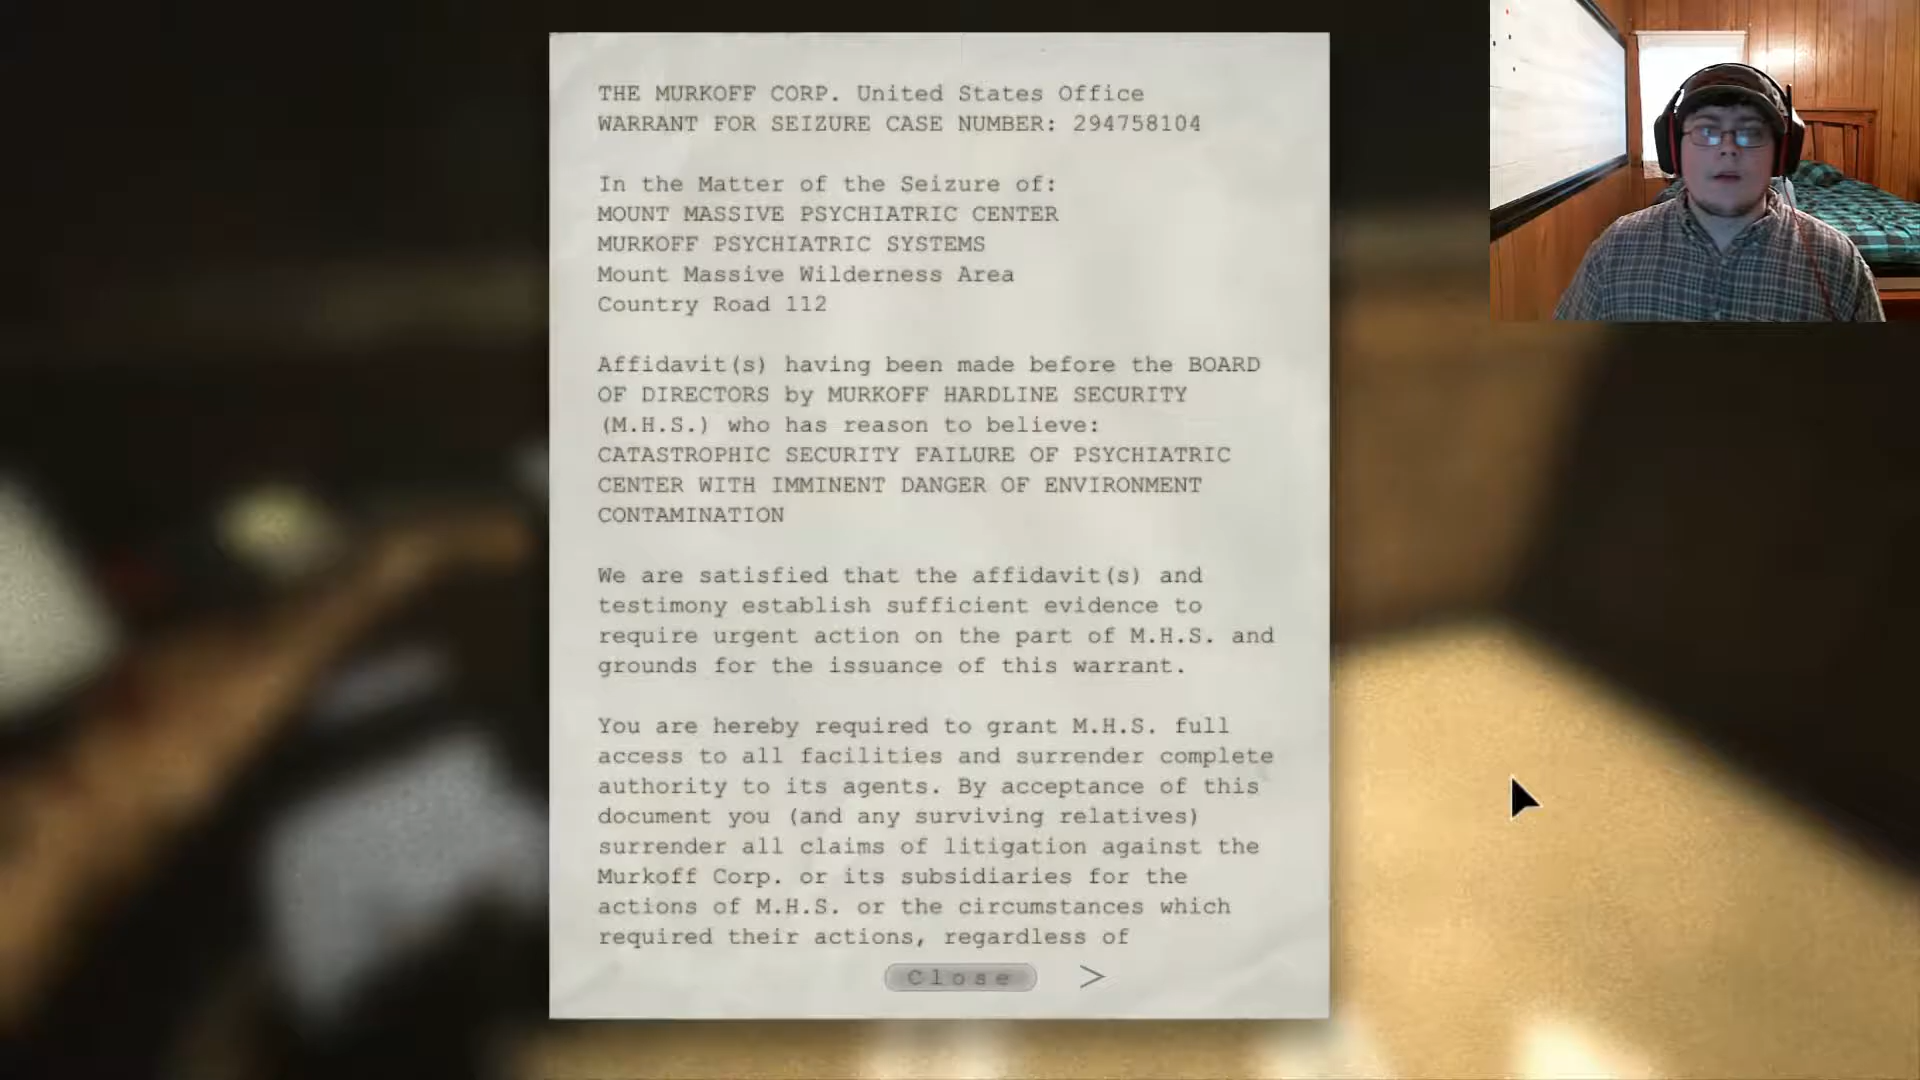 THE MURKOFF CORP. United States Office
WARRANT FOR SEIZURE CASE NUMBER: 294758104
In the Matter of the Seizure of:
MOUNT MASSIVE PSYCHIATRIC CENTER
MURKOFF PSYCHIATRIC SYSTEMS
Mount Massive Wilderness Area
Country Road 112
Affidavit(s) having been made before the BOARD
OF DIRECTORS by MURKOFF HARDLINE SECURITY
(M.H.S.) who has reason to believe:
CATASTROPHIC SECURITY FAILURE OF PSYCHIATRIC
CENTER WITH IMMINENT DANGER OF ENVIRONMENT
CONTAMINATION
We are satisfied that the affidavit(s) and
testimony establish sufficient evidence to
require urgent action on the part of M.H.S. and
grounds for the issuance of this warrant.
You are hereby required to grant M.H.S. full
access to all facilities and surrender complete
authority to its agents. By acceptance of this
document you (and any surviving relatives)
surrender all claims of litigation against the
Murkoff Corp. or its subsidiaries for the
actions of M.H.S. or the circumstances which
required their actions, regardless of
Close >